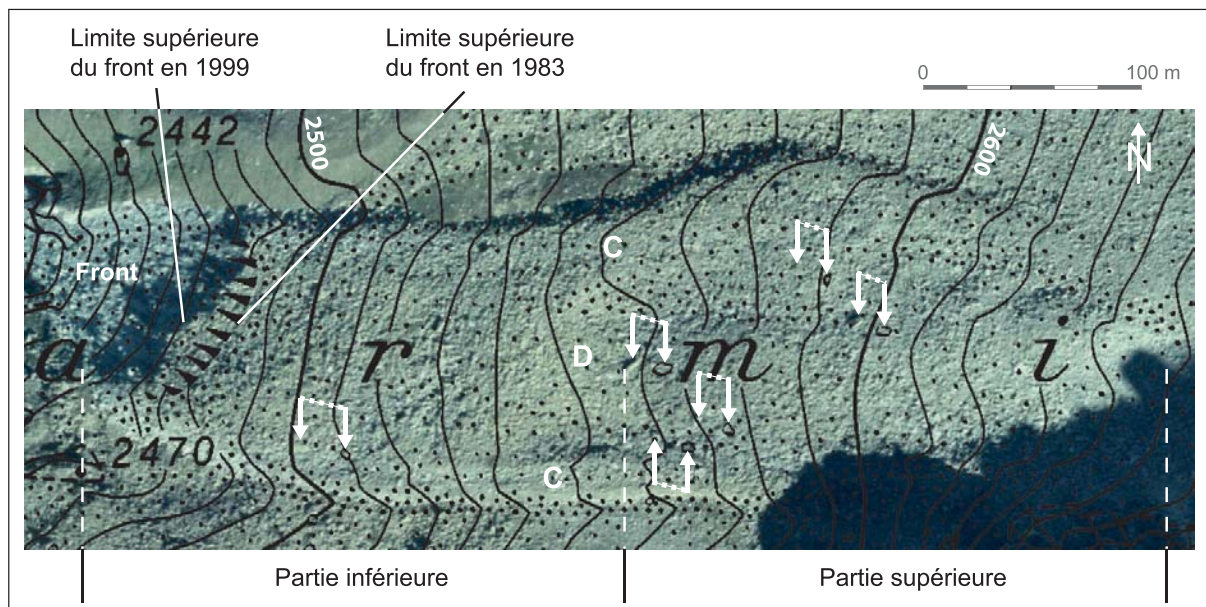 Limite supérieure
du front en 1999
Limite supérieure
du front en 1983
0 100 m
2442
2500
2600
N
C
Front
a r m i
D
2470
C
Partie inférieure
Partie supérieure